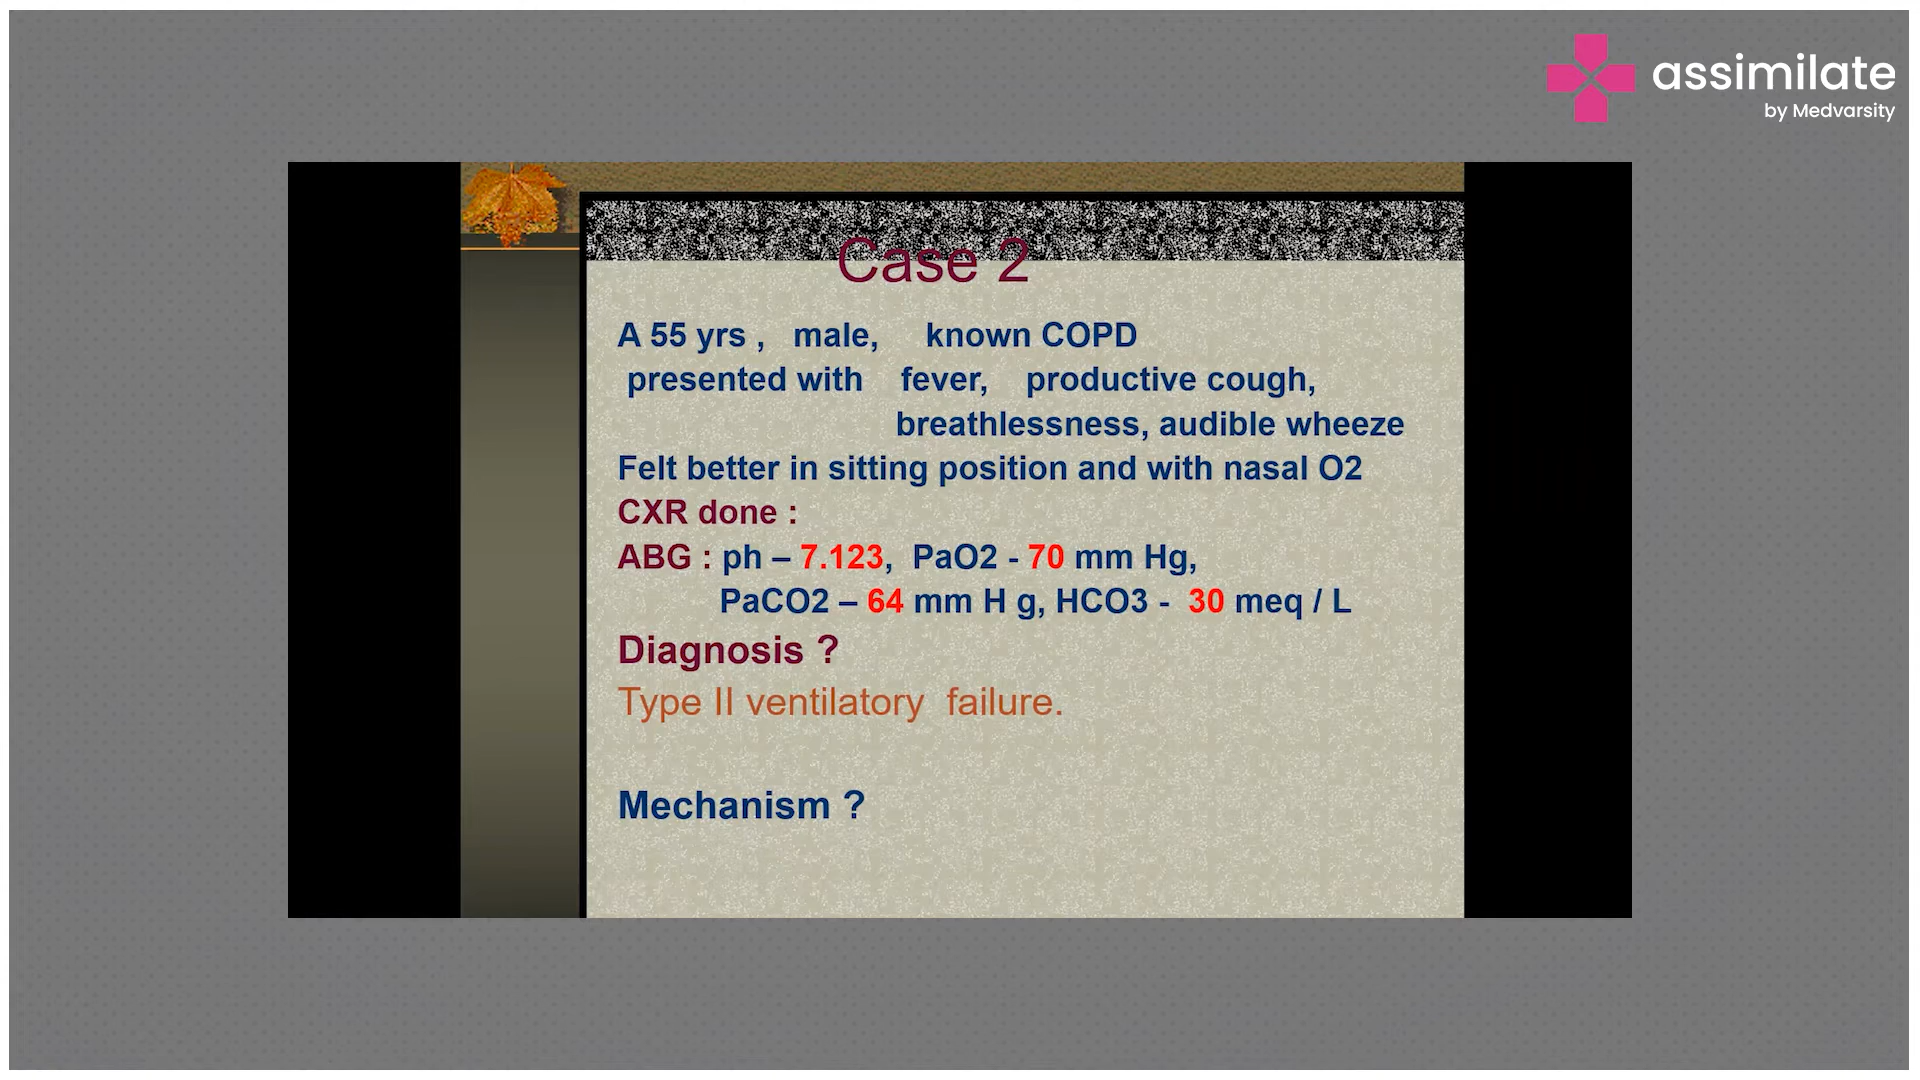 assimilate
by Medvarsity
Case 2
A 55 yrs , male, known COPD
presented with fever, productive cough,
breathlessness, audible wheeze
Felt better in sitting position and with nasal O2
CXR done :
ABG : ph – 7.123, PaO2 - 70 mm Hg,
PaCO2 – 64 mm H g, HCO3 - 30 meq / L
Diagnosis ?
Type II ventilatory failure.
Mechanism ?